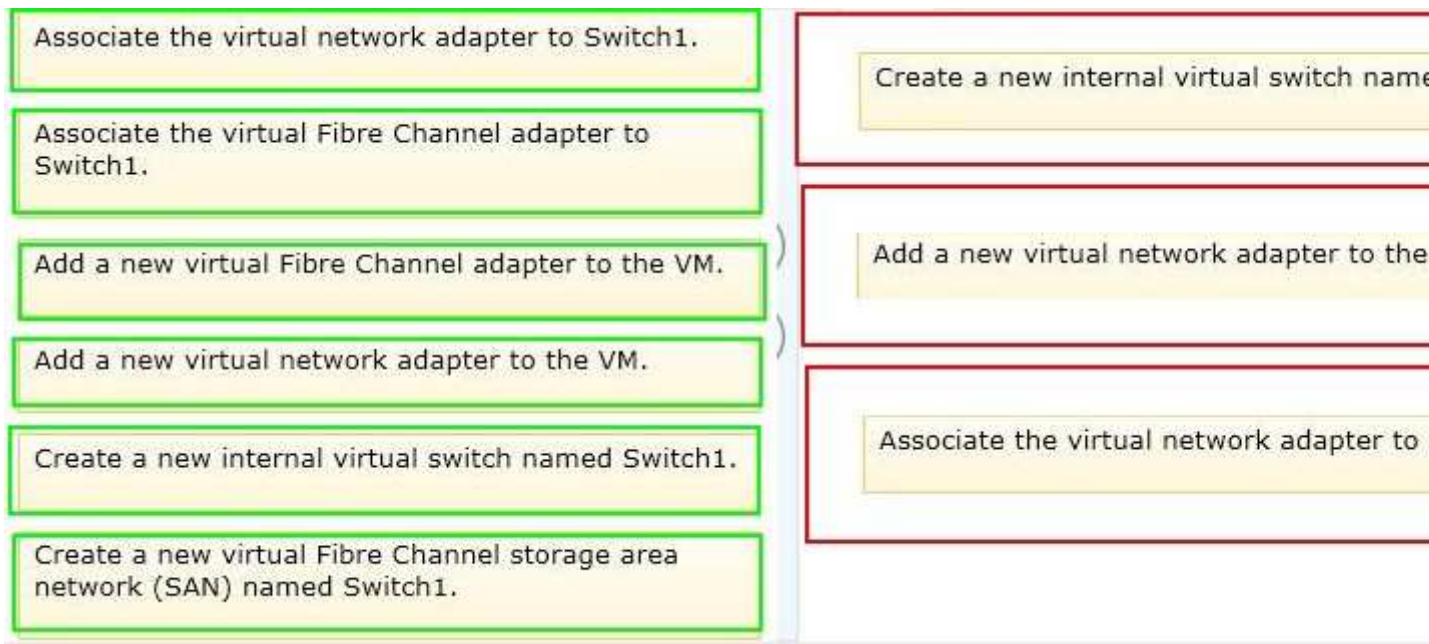 Associate the virtual network adapter to Switch1.
Associate the virtual Fibre Channel adapter to
Switch1.
Add a new virtual Fibre Channel adapter to the VM.
Add a new virtual network adapter to the VM.
Create a new internal virtual switch named Switch1.
Create a new virtual Fibre Channel storage area
network (SAN) named Switch1.
Create a new internal virtual switch name
Add a new virtual network adapter to the
Associate the virtual network adapter to